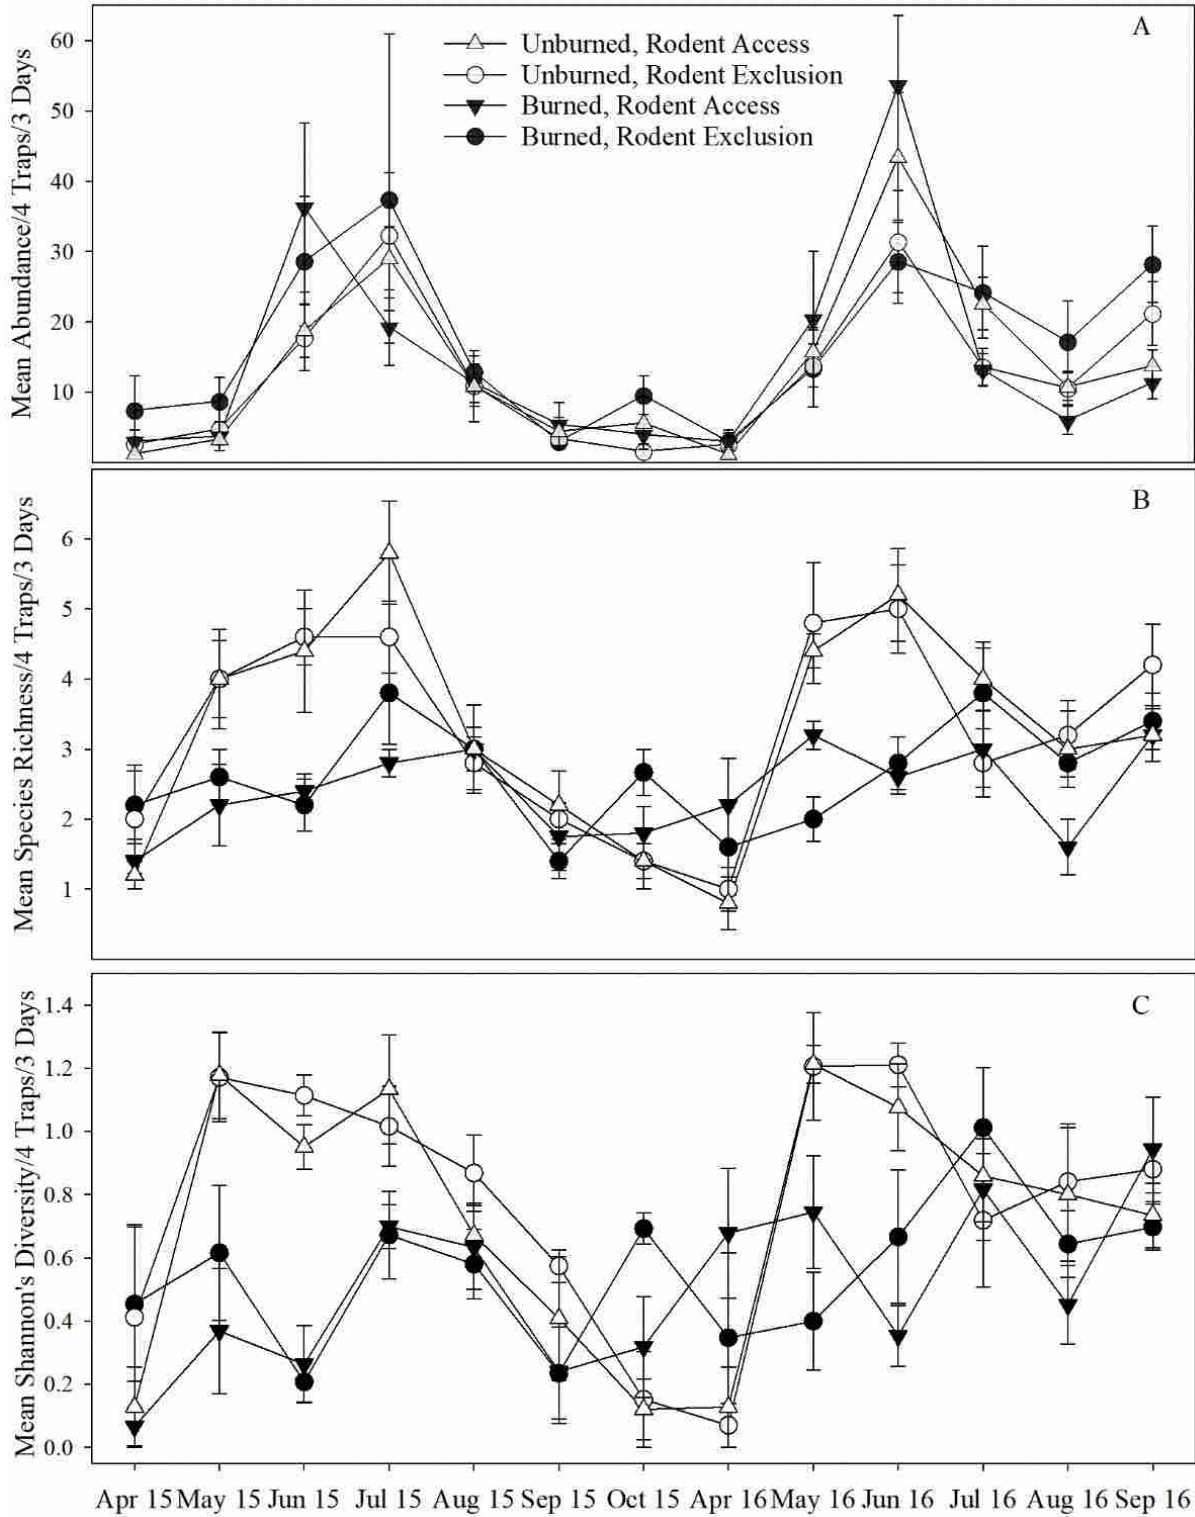 Mean Abundance/4 Traps/3 Days
60
50
40
30
20
10
Unburned, Rodent Access
Unburned, Rodent Exclusion
Burned, Rodent Access
Burned, Rodent Exclusion
A
Mean Species Richness/4 Traps/3 Days
6
5
4
3
2
1
B
Mean Shannon's Diversity/4 Traps/3 Days
1.4
1.2
1.0
0.8
0.6
0.4
0.2
0.0
C
Apr 15 May 15 Jun 15 Jul 15 Aug 15 Sep 15 Oct 15 Apr 16 May 16 Jun 16 Jul 16 Aug 16 Sep 16